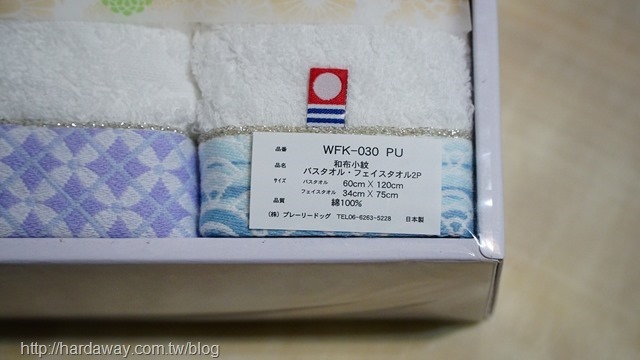 品番 WFK-030 PU
品名 和布小紋
バスタオル・フェイスタオル2P
サイズ バスタオル 60cm X 120cm
フェイスタオル 34cm X 75cm
品質 綿100%
(株) プレーリードッグ TEL06-6263-5228 日本製
http://hardaway.com.tw/blog